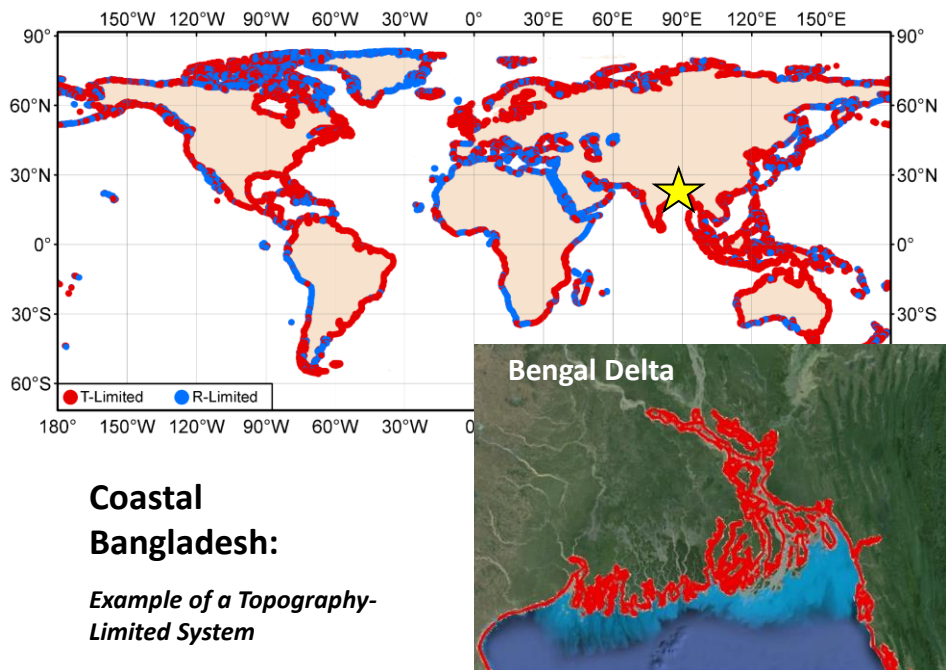 150°W 120°W 90°W 60°W 30°W 0° 30°E 60°E 90°E 120°E 150°E
90° 90°
60°N 60°N
30°N 30°N
0° 0°
30°S 30°S
60°S
T-Limited R-Limited
180° 150°W 120°W 90°W 60°W 30°W 0°
Bengal Delta
Coastal
Bangladesh:
Example of a Topography-
Limited System